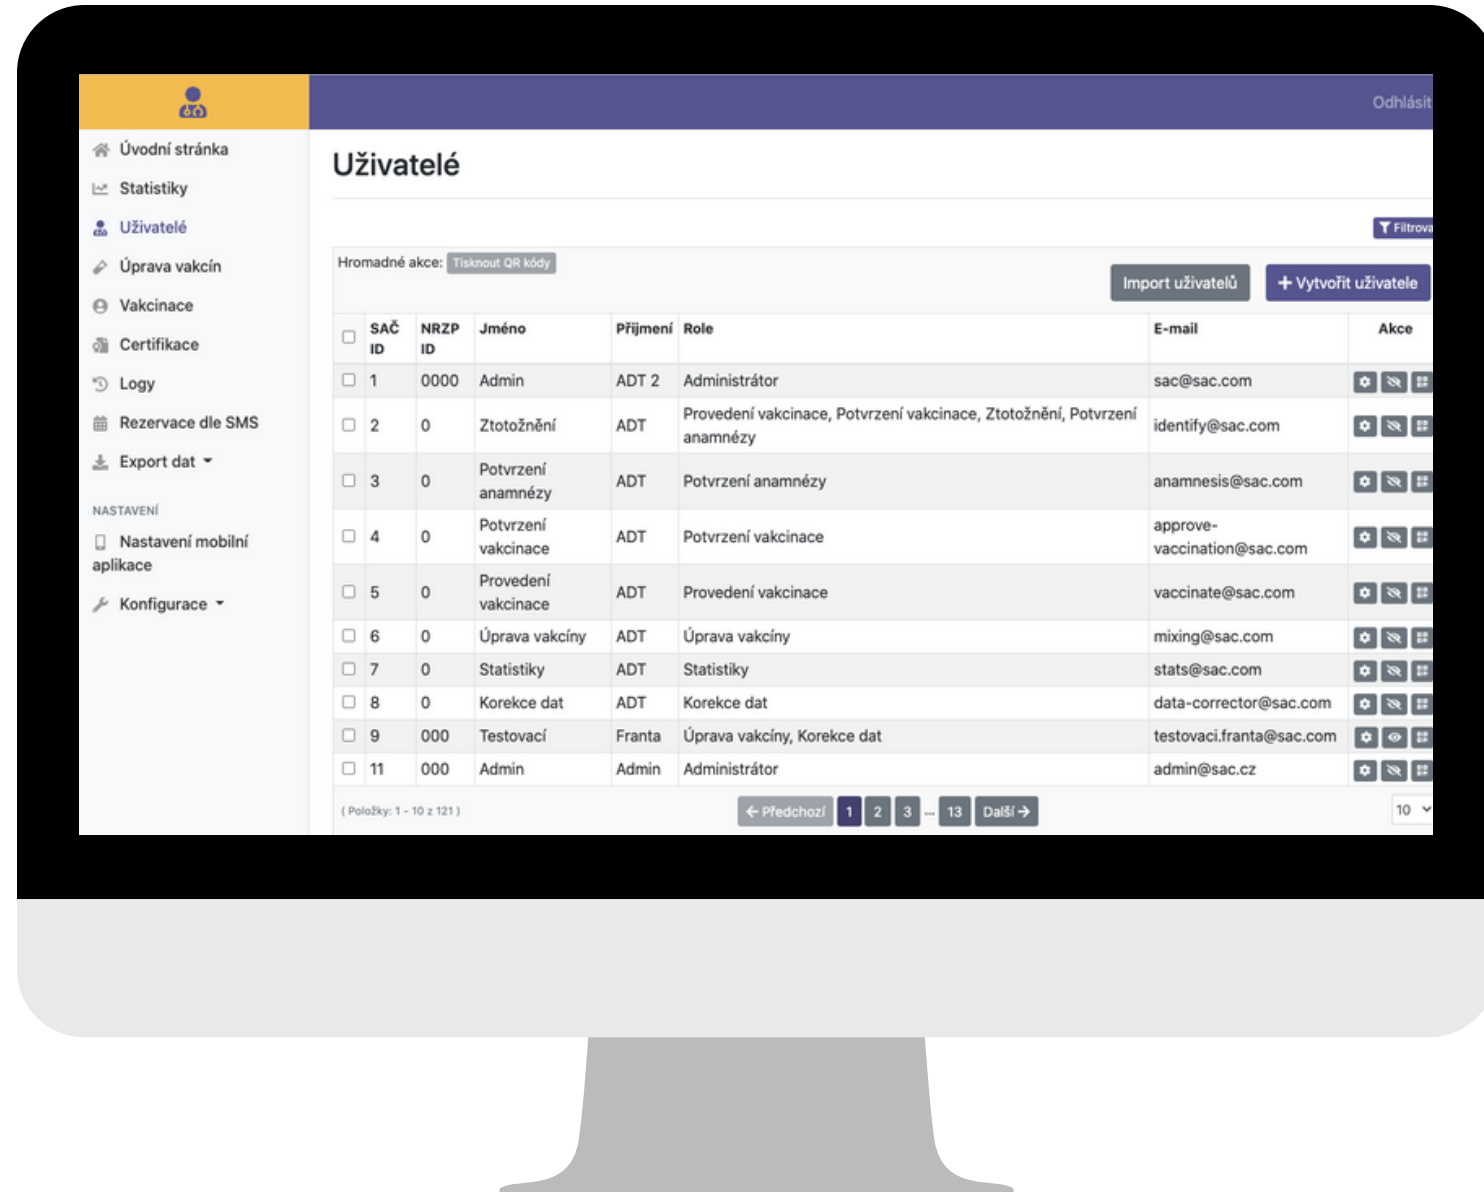 Odhlásit
Úvodní stránka
Statistiky
Uživatelé
Úprava vakcín
Vakcinace
Certifikace
Logy
Rezervace dle SMS
Export dat
NASTAVENÍ
Nastavení mobilní
aplikace
Konfigurace
Uživatelé
Filtrova
Hromadné akce: Tisknout QR kódy
Import uživatelů + Vytvořit uživatele
SAČ ID NRZP ID Jméno Příjmení Role E-mail Akce
1 0000 Admin ADT 2 Administrátor sac@sac.com
2 0 Ztotožnění ADT Provedení vakcinace, Potvrzení vakcinace, Ztotožnění, Potvrzení anamnézy identify@sac.com
3 0 Potvrzení anamnézy ADT Potvrzení anamnézy anamnesis@sac.com
4 0 Potvrzení vakcinace ADT Potvrzení vakcinace approve-vaccination@sac.com
5 0 Provedení vakcinace ADT Provedení vakcinace vaccinate@sac.com
6 0 Úprava vakcíny ADT Úprava vakcíny mixing@sac.com
7 0 Statistiky ADT Statistiky stats@sac.com
8 0 Korekce dat ADT Korekce dat data-corrector@sac.com
9 000 Testovací Franta Úprava vakcíny, Korekce dat testovaci.franta@sac.com
11 000 Admin Admin Administrátor admin@sac.cz
( Položky: 1 - 10 z 121 ) ← Předchozí 1 2 3 ... 13 Další → 10